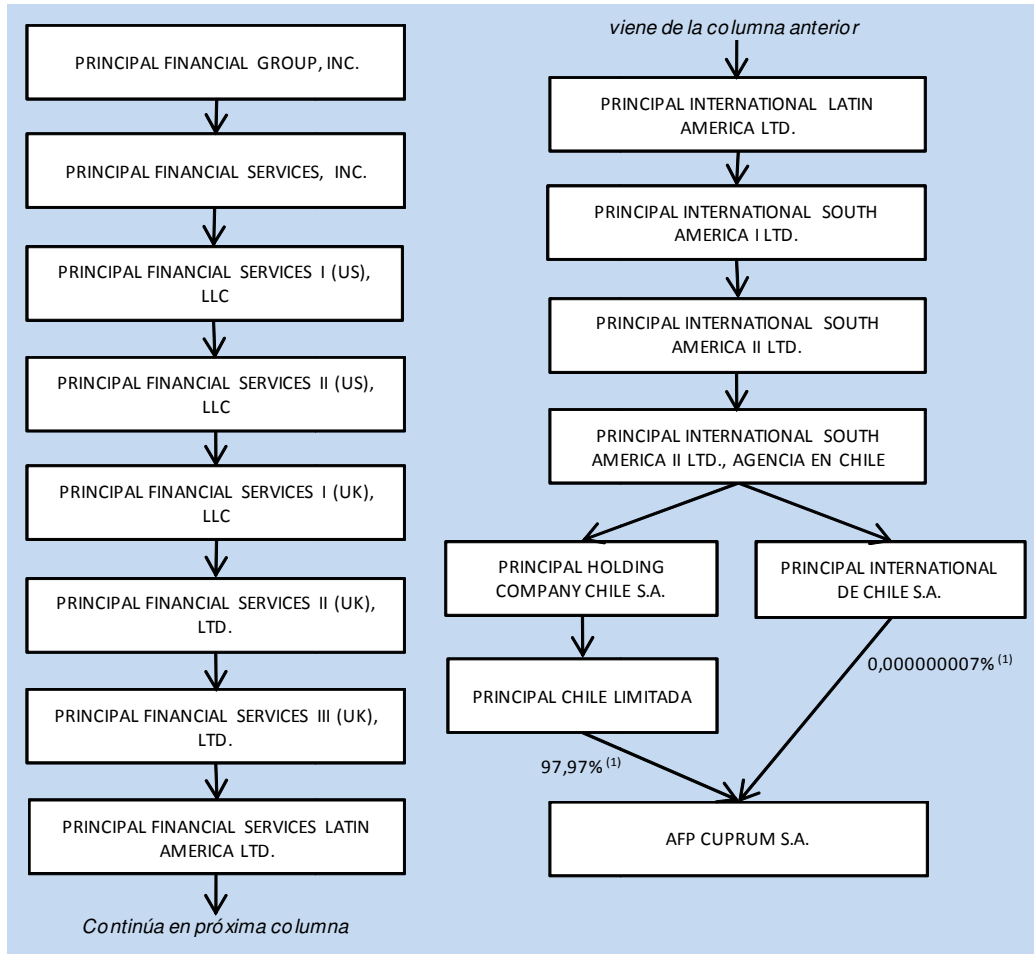 PRINCIPAL FINANCIAL GROUP, INC.
PRINCIPAL FINANCIAL SERVICES, INC.
PRINCIPAL FINANCIAL SERVICES I (US),
LLC
PRINCIPAL FINANCIAL SERVICES II (US),
LLC
PRINCIPAL FINANCIAL SERVICES I (UK),
LLC
PRINCIPAL FINANCIAL SERVICES II (UK),
LTD.
PRINCIPAL FINANCIAL SERVICES III (UK),
LTD.
PRINCIPAL FINANCIAL SERVICES LATIN
AMERICA LTD.
Continúa en próxima columna
viene de la columna anterior
PRINCIPAL INTERNATIONAL LATIN
AMERICA LTD.
PRINCIPAL INTERNATIONAL SOUTH
AMERICA I LTD.
PRINCIPAL INTERNATIONAL SOUTH
AMERICA II LTD.
PRINCIPAL INTERNATIONAL SOUTH
AMERICA II LTD., AGENCIA EN CHILE
PRINCIPAL HOLDING
COMPANY CHILE S.A.
PRINCIPAL INTERNATIONAL
DE CHILE S.A.
0,000000007% (1)
PRINCIPAL CHILE LIMITADA
97,97% (1)
AFP CUPRUM S.A.